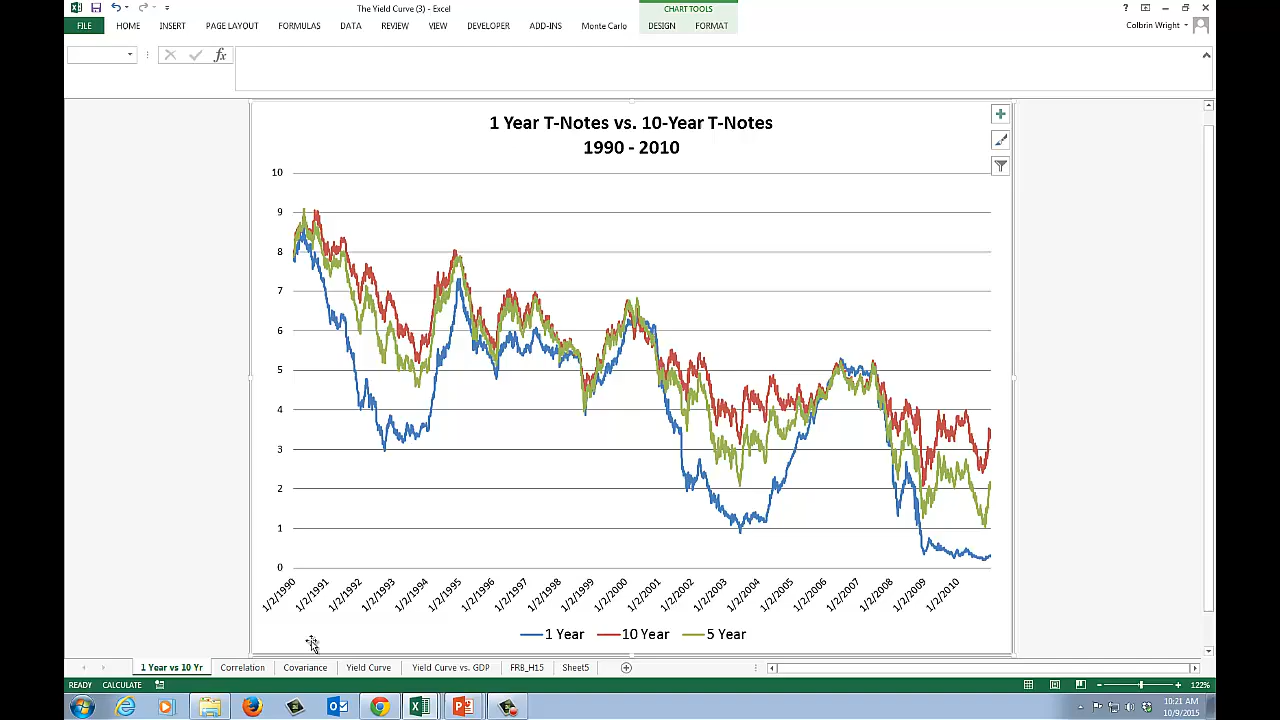 The Yield Curve (3) - Excel
CHART TOOLS
?
FILE HOME INSERT PAGE LAYOUT FORMULAS DATA REVIEW VIEW DEVELOPER ADD-INS Monte Carlo DESIGN FORMAT Colbrin Wright
fx
1 Year T-Notes vs. 10-Year T-Notes
1990 - 2010
10
9
8
7
6
5
4
3
2
1
0
1/2/1990 1/2/1991 1/2/1992 1/2/1993 1/2/1994 1/2/1995 1/2/1996 1/2/1997 1/2/1998 1/2/1999 1/2/2000 1/2/2001 1/2/2002 1/2/2003 1/2/2004 1/2/2005 1/2/2006 1/2/2007 1/2/2008 1/2/2009 1/2/2010
1 Year 10 Year 5 Year
1 Year vs 10 Yr Correlation Covariance Yield Curve Yield Curve vs. GDP FRB_H15 Sheet5
READY CALCULATE 122%
10:21 AM
10/9/2015